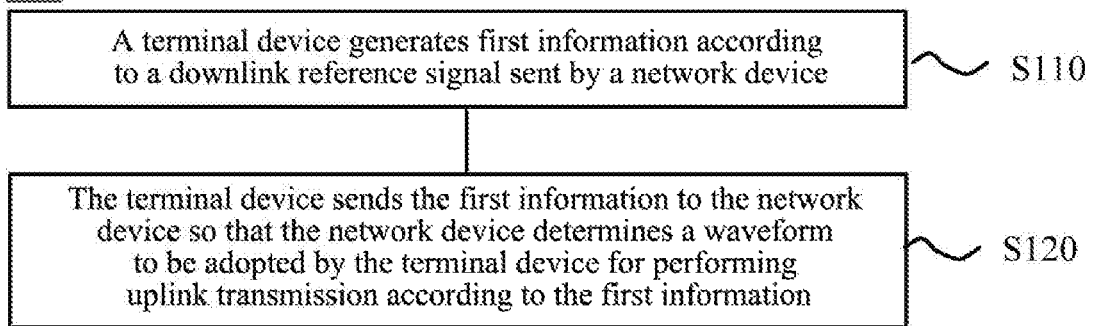 A terminal device generates first information according
to a downlink reference signal sent by a network device
S110
The terminal device sends the first information to the network
device so that the network device determines a waveform
to be adopted by the terminal device for performing
uplink transmission according to the first information
S120